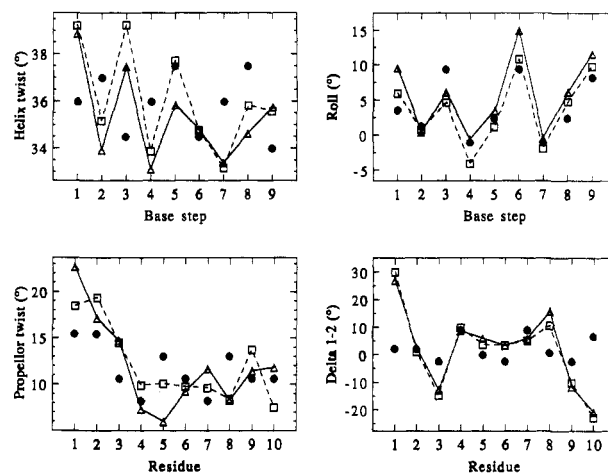 Helix twist (°)
38
36
34
1 2 3 4 5 6 7 8 9
Base step
Roll (°)
15
10
5
0
-5
1 2 3 4 5 6 7 8 9
Base step
Propellor twist (°)
20
15
10
1 2 3 4 5 6 7 8 9 10
Residue
Delta 1-2 (°)
30
20
10
0
-10
-20
1 2 3 4 5 6 7 8 9 10
Residue